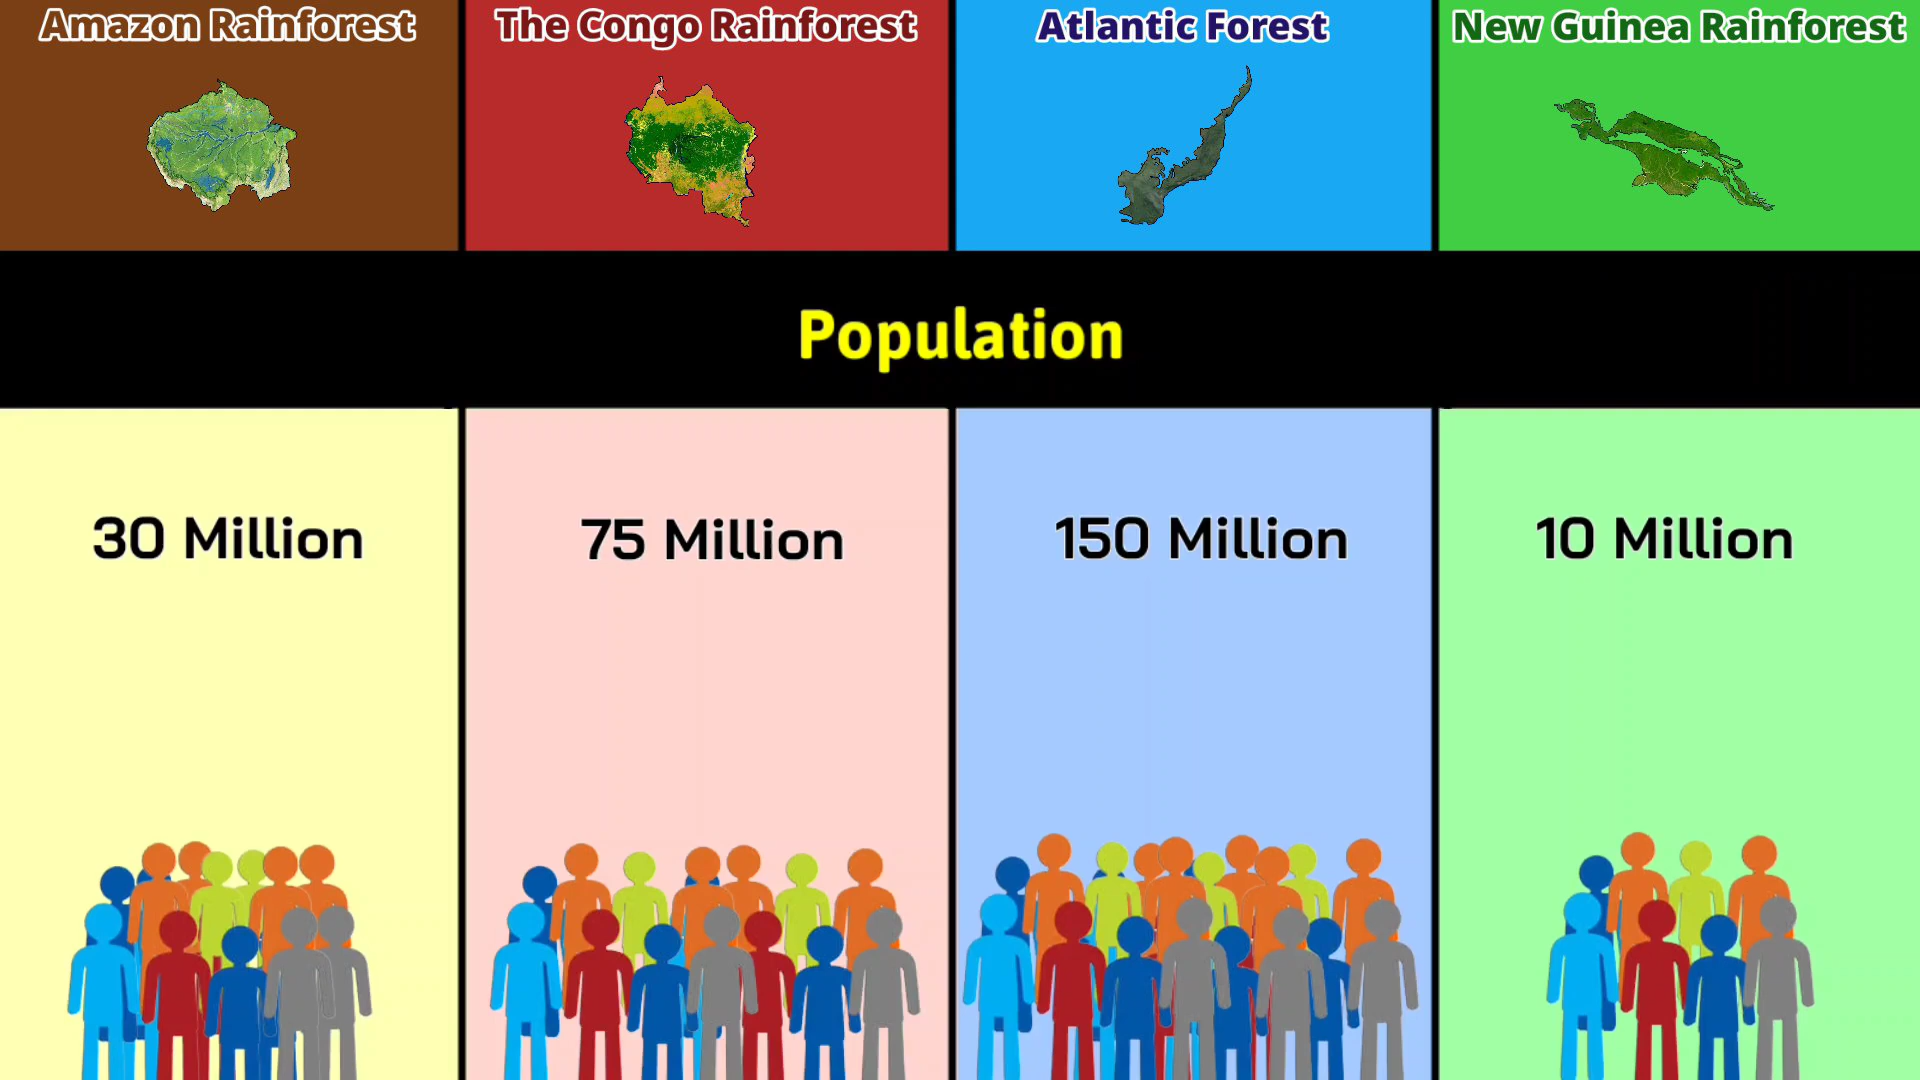 Amazon Rainforest
The Congo Rainforest
Atlantic Forest
New Guinea Rainforest
Population
30 Million
75 Million
150 Million
10 Million